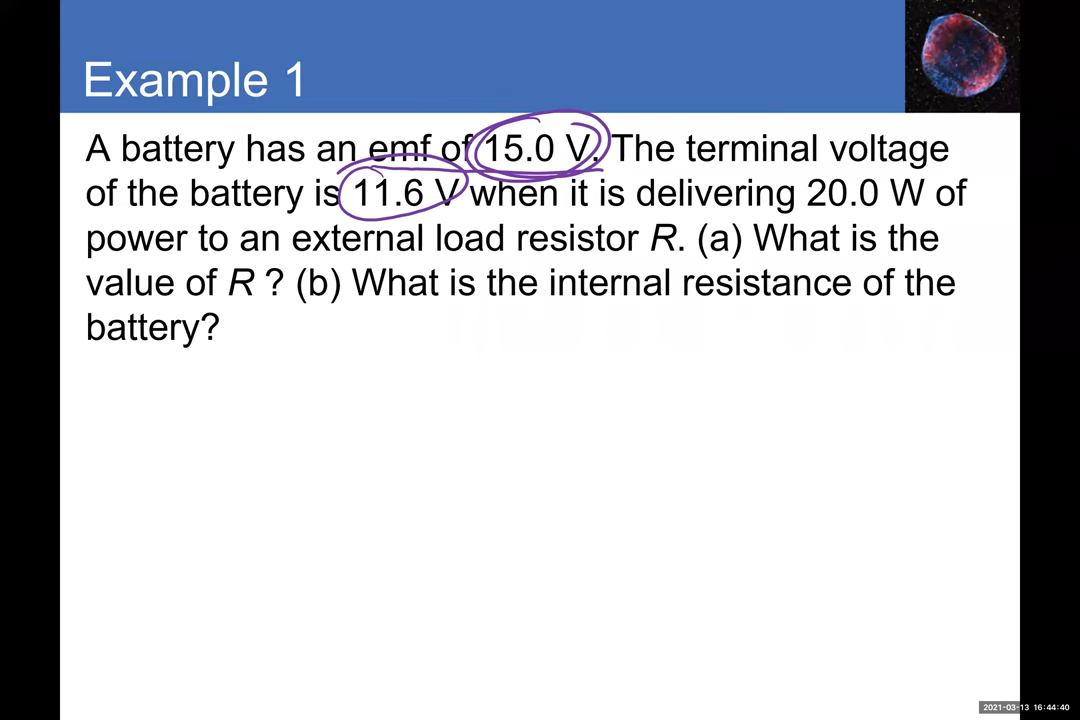 Example 1
A battery has an emf of 15.0 V. The terminal voltage
of the battery is 11.6 V when it is delivering 20.0 W of
power to an external load resistor R. (a) What is the
value of R ? (b) What is the internal resistance of the
battery?
2021-03-13 16:44:40